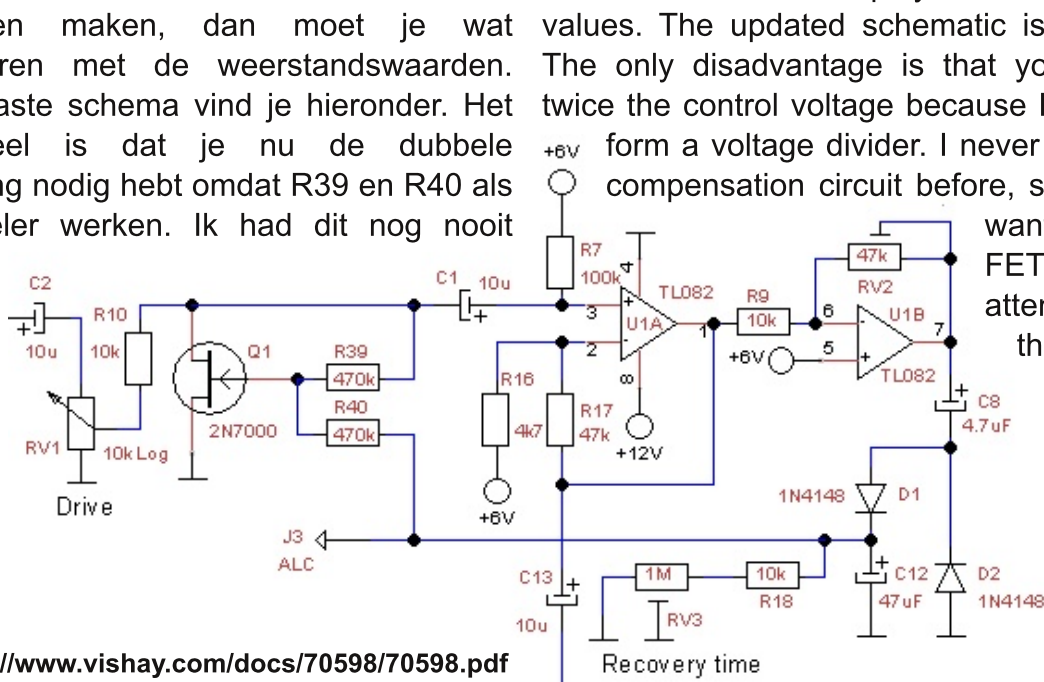 en maken, dan moet je wat
ren met de weerstandswaarden.
aste schema vind je hieronder. Het
eel is dat je nu de dubbele
ng nodig hebt omdat R39 en R40 als
eler werken. Ik had dit nog nooit
values. The updated schematic is
The only disadvantage is that yo
twice the control voltage because
form a voltage divider. I never
compensation circuit before, s
wan
FET
atter
th
+6V
R7
100k
C1
10u
4
3
+
TL082
U1A
1
2
-
8
+12V
C2
+
10u
R10
10k
RV1
10k Log
Drive
Q1
2N7000
R39
470k
R40
470k
+
R16
4k7
+6V
R17
47k
R9
10k
47k
RV2
6
-
U1B
7
+6V
5
+
TL082
+
C8
4.7uF
1N4148
D1
J3
ALC
C13
+
10u
1M
RV3
10k
R18
+
C12
47uF
D2
1N4148
Recovery time
//www.vishay.com/docs/70598/70598.pdf